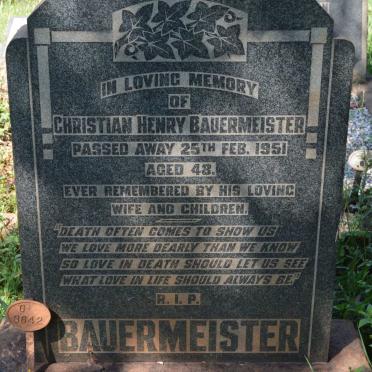 IN LOVING MEMORY
OF
CHRISTIAN HENRY BAUERMEISTER
PASSED AWAY 25TH FEB. 1951
AGED 48.
EVER REMEMBERED BY HIS LOVING
WIFE AND CHILDREN.
"DEATH OFTEN COMES TO SHOW US
WE LOVE MORE DEARLY THAN WE KNOW
SO LOVE IN DEATH SHOULD LET US SEE
WHAT LOVE IN LIFE SHOULD ALWAYS BE."
R.I.P.
BAUERMEISTER